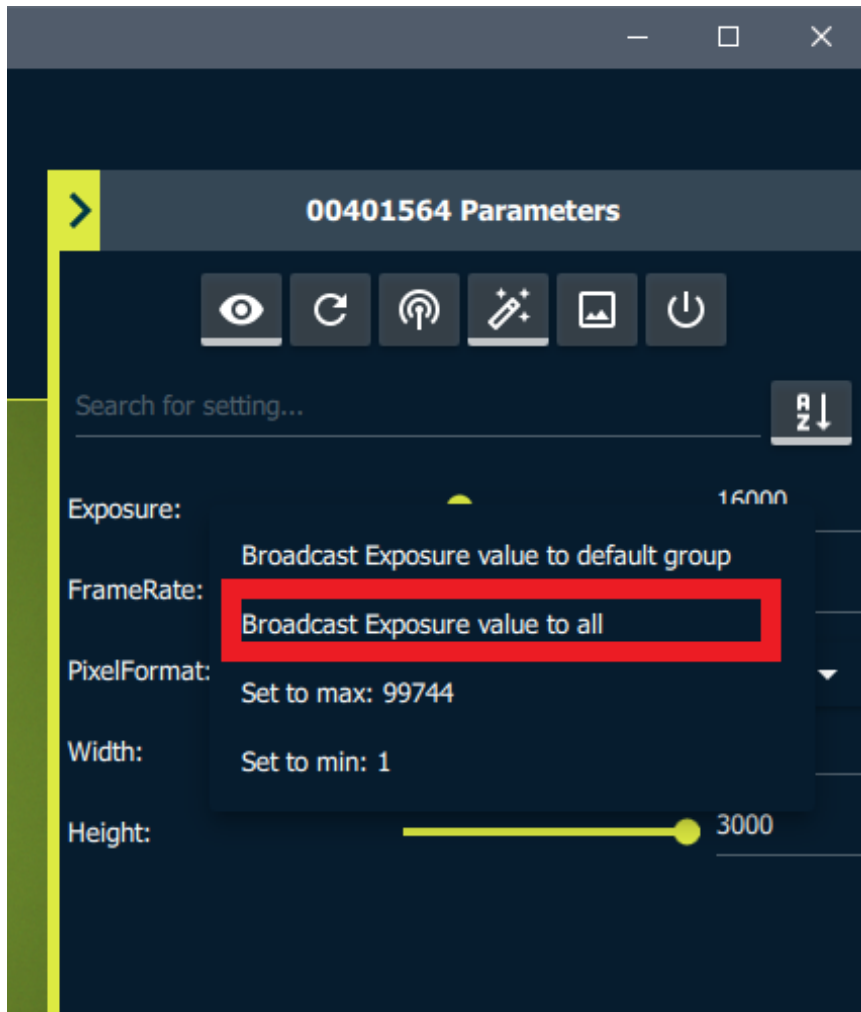 00401564 Parameters
Search for setting...
A
Z
Exposure:
16000
Broadcast Exposure value to default group
FrameRate:
Broadcast Exposure value to all
PixelFormat:
Set to max: 99744
Width:
Set to min: 1
Height:
3000